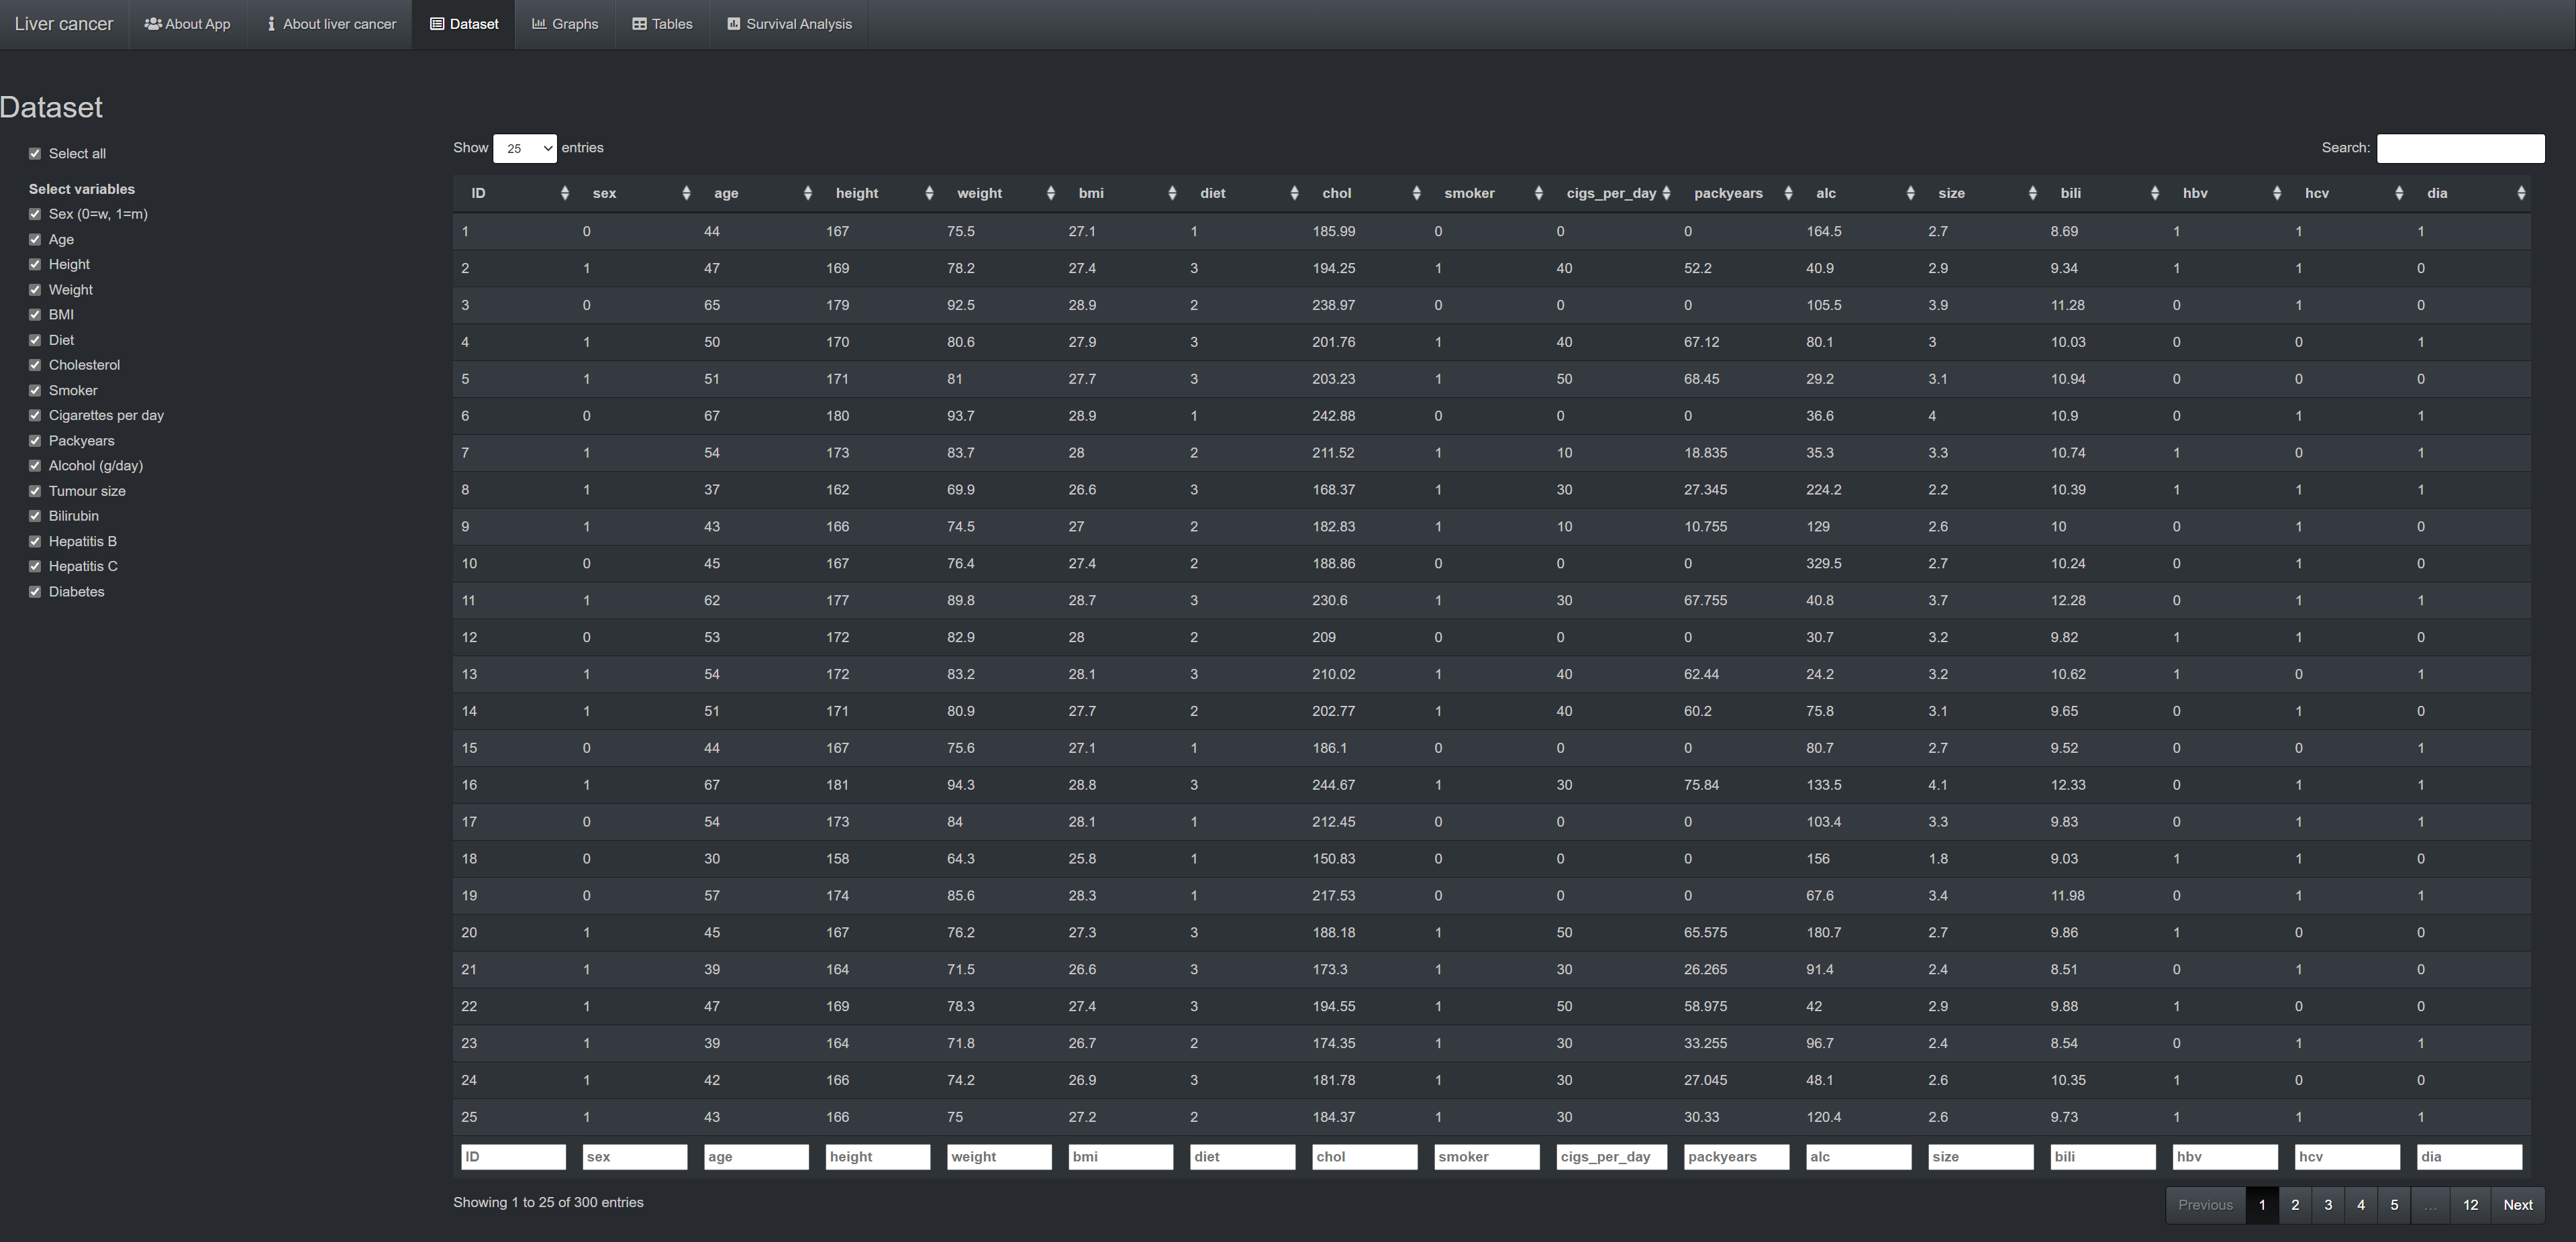 Liver cancer About App About liver cancer Dataset Graphs Tables Survival Analysis
Dataset
Select all
Select variables
Sex (0=w, 1=m)
Age
Height
Weight
BMI
Diet
Cholesterol
Smoker
Cigarettes per day
Packyears
Alcohol (g/day)
Tumour size
Bilirubin
Hepatitis B
Hepatitis C
Diabetes
Show 25 entries Search:
ID sex age height weight bmi diet chol smoker cigs_per_day packyears alc size bili hbv hcv dia
1 0 44 167 75.5 27.1 1 185.99 0 0 0 164.5 2.7 8.69 1 1 1
2 1 47 169 78.2 27.4 3 194.25 1 40 52.2 40.9 2.9 9.34 1 1 0
3 0 65 179 92.5 28.9 2 238.97 0 0 0 105.5 3.9 11.28 0 1 0
4 1 50 170 80.6 27.9 3 201.76 1 40 67.12 80.1 3 10.03 0 0 1
5 1 51 171 81 27.7 3 203.23 1 50 68.45 29.2 3.1 10.94 0 0 0
6 0 67 180 93.7 28.9 1 242.88 0 0 0 36.6 4 10.9 0 1 1
7 1 54 173 83.7 28 2 211.52 1 10 18.835 35.3 3.3 10.74 1 0 1
8 1 37 162 69.9 26.6 3 168.37 1 30 27.345 224.2 2.2 10.39 1 1 1
9 1 43 166 74.5 27 2 182.83 1 10 10.755 129 2.6 10 0 1 0
10 0 45 167 76.4 27.4 2 188.86 0 0 0 329.5 2.7 10.24 0 1 0
11 1 62 177 89.8 28.7 3 230.6 1 30 67.755 40.8 3.7 12.28 0 1 1
12 0 53 172 82.9 28 2 209 0 0 0 30.7 3.2 9.82 1 1 0
13 1 54 172 83.2 28.1 3 210.02 1 40 62.44 24.2 3.2 10.62 1 0 1
14 1 51 171 80.9 27.7 2 202.77 1 40 60.2 75.8 3.1 9.65 0 1 0
15 0 44 167 75.6 27.1 1 186.1 0 0 0 80.7 2.7 9.52 0 0 1
16 1 67 181 94.3 28.8 3 244.67 1 30 75.84 133.5 4.1 12.33 0 1 1
17 0 54 173 84 28.1 1 212.45 0 0 0 103.4 3.3 9.83 0 1 1
18 0 30 158 64.3 25.8 1 150.83 0 0 0 156 1.8 9.03 1 1 0
19 0 57 174 85.6 28.3 1 217.53 0 0 0 67.6 3.4 11.98 0 1 1
20 1 45 167 76.2 27.3 3 188.18 1 50 65.575 180.7 2.7 9.86 1 0 0
21 1 39 164 71.5 26.6 3 173.3 1 30 26.265 91.4 2.4 8.51 0 1 0
22 1 47 169 78.3 27.4 3 194.55 1 50 58.975 42 2.9 9.88 1 0 0
23 1 39 164 71.8 26.7 2 174.35 1 30 33.255 96.7 2.4 8.54 0 1 1
24 1 42 166 74.2 26.9 3 181.78 1 30 27.045 48.1 2.6 10.35 1 0 0
25 1 43 166 75 27.2 2 184.37 1 30 30.33 120.4 2.6 9.73 1 1 1
ID sex age height weight bmi diet chol smoker cigs_per_day packyears alc size bili hbv hcv dia
Showing 1 to 25 of 300 entries Previous 1 2 3 4 5 … 12 Next